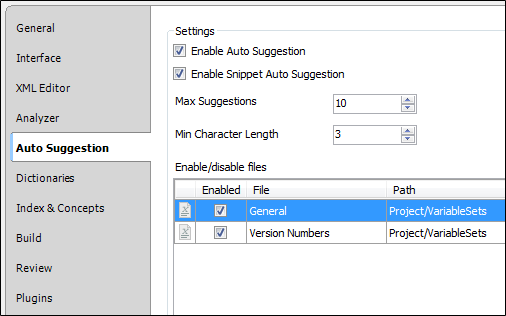 General
Interface
XML Editor
Analyzer
Auto Suggestion
Dictionaries
Index & Concepts
Build
Review
Plugins
Settings
Enable Auto Suggestion
Enable Snippet Auto Suggestion
Max Suggestions 10
Min Character Length 3
Enable/disable files
Enabled File Path
General Project/VariableSets
Version Numbers Project/VariableSets